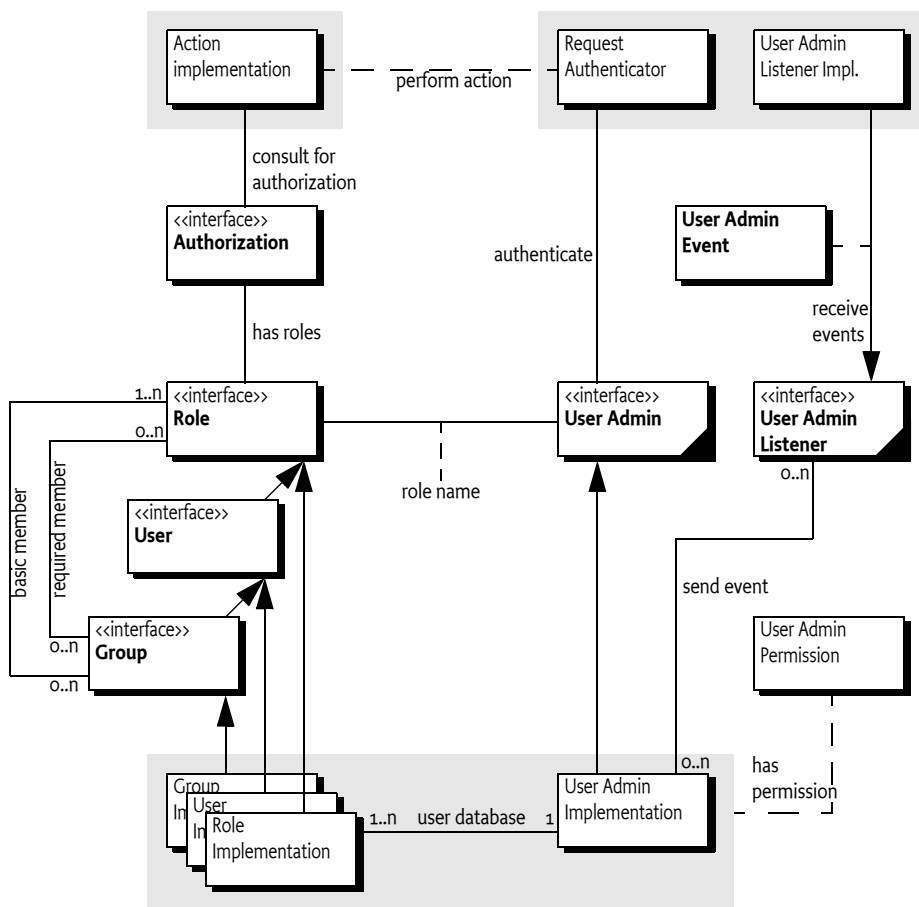 Action
implementation
Request
Authenticator
User Admin
Listener Impl.
perform action
consult for
authorization
<<interface>>
Authorization
User Admin
Event
authenticate
has roles
receive
events
1..n
<<interface>>
Role
0..n
<<interface>>
User Admin
<<interface>>
User Admin
Listener
0..n
role name
basic member
required member
<<interface>>
User
send event
<<interface>>
Group
0..n
0..n
User Admin
Permission
0..n
has
permission
Group
Im
User
Im
Role
Implementation
1..n
user database
1
User Admin
Implementation